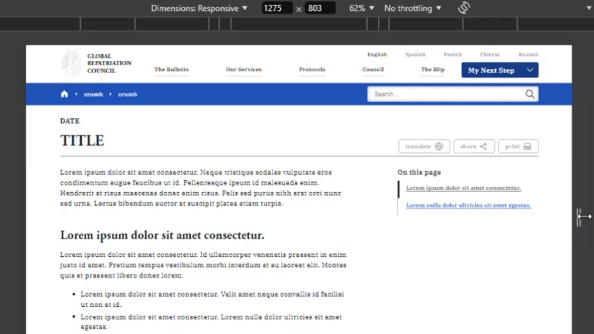 Dimensions: Responsive 1275 × 803 62% No throttling
English Spanish French Chinese Russian
GLOBAL
REPATRIATION
COUNCIL
The Bulletin Our Services Protocols Council The Blip My Next Step
crumb crumb Search...
DATE
TITLE
translate share print
Lorem ipsum dolor sit amet consectetur. Neque tristique sodales vulputate eros
condimentum augue faucibus ut id. Pellentesque ipsum id malesuada enim.
Hendrerit at risus maecenas donec enim risus. Felis sed purus nibh erat orci nunc
sed urna. Lectus bibendum auctor at suscipit platea etiam turpis.
On this page
Lorem ipsum dolor sit amet consectetur.
Lorem nulla dolor ultricies sit amet egestas.
Lorem ipsum dolor sit amet consectetur.
Lorem ipsum dolor sit amet consectetur. Id ullamcorper venenatis praesent in enim
justo id amet. Pretium tempus vestibulum morbi interdum et eu laoreet elit. Montes
quis et praesent libero donec lorem.
Lorem ipsum dolor sit amet consectetur. Velit amet neque convallis id facilisi
ut non et id.
Lorem ipsum dolor sit amet consectetur. Lorem nulla dolor ultricies sit amet
egestas.